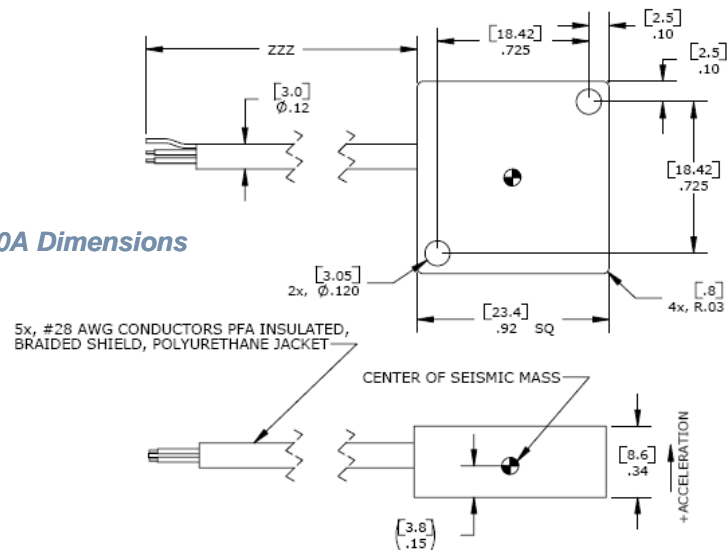 [2.5]
.10
[18.42]
.725
[2.5]
.10
ZZZ
[3.0]
Ø.12
[18.42]
.725
0A Dimensions
[3.05]
2x, Ø.120
[.8]
4x, R.03
[23.4]
.92 SQ
5x, #28 AWG CONDUCTORS PFA INSULATED,
BRAIDED SHIELD, POLYURETHANE JACKET
CENTER OF SEISMIC MASS
[8.6]
.34
+ACCELERATION
([3.8]
.15)